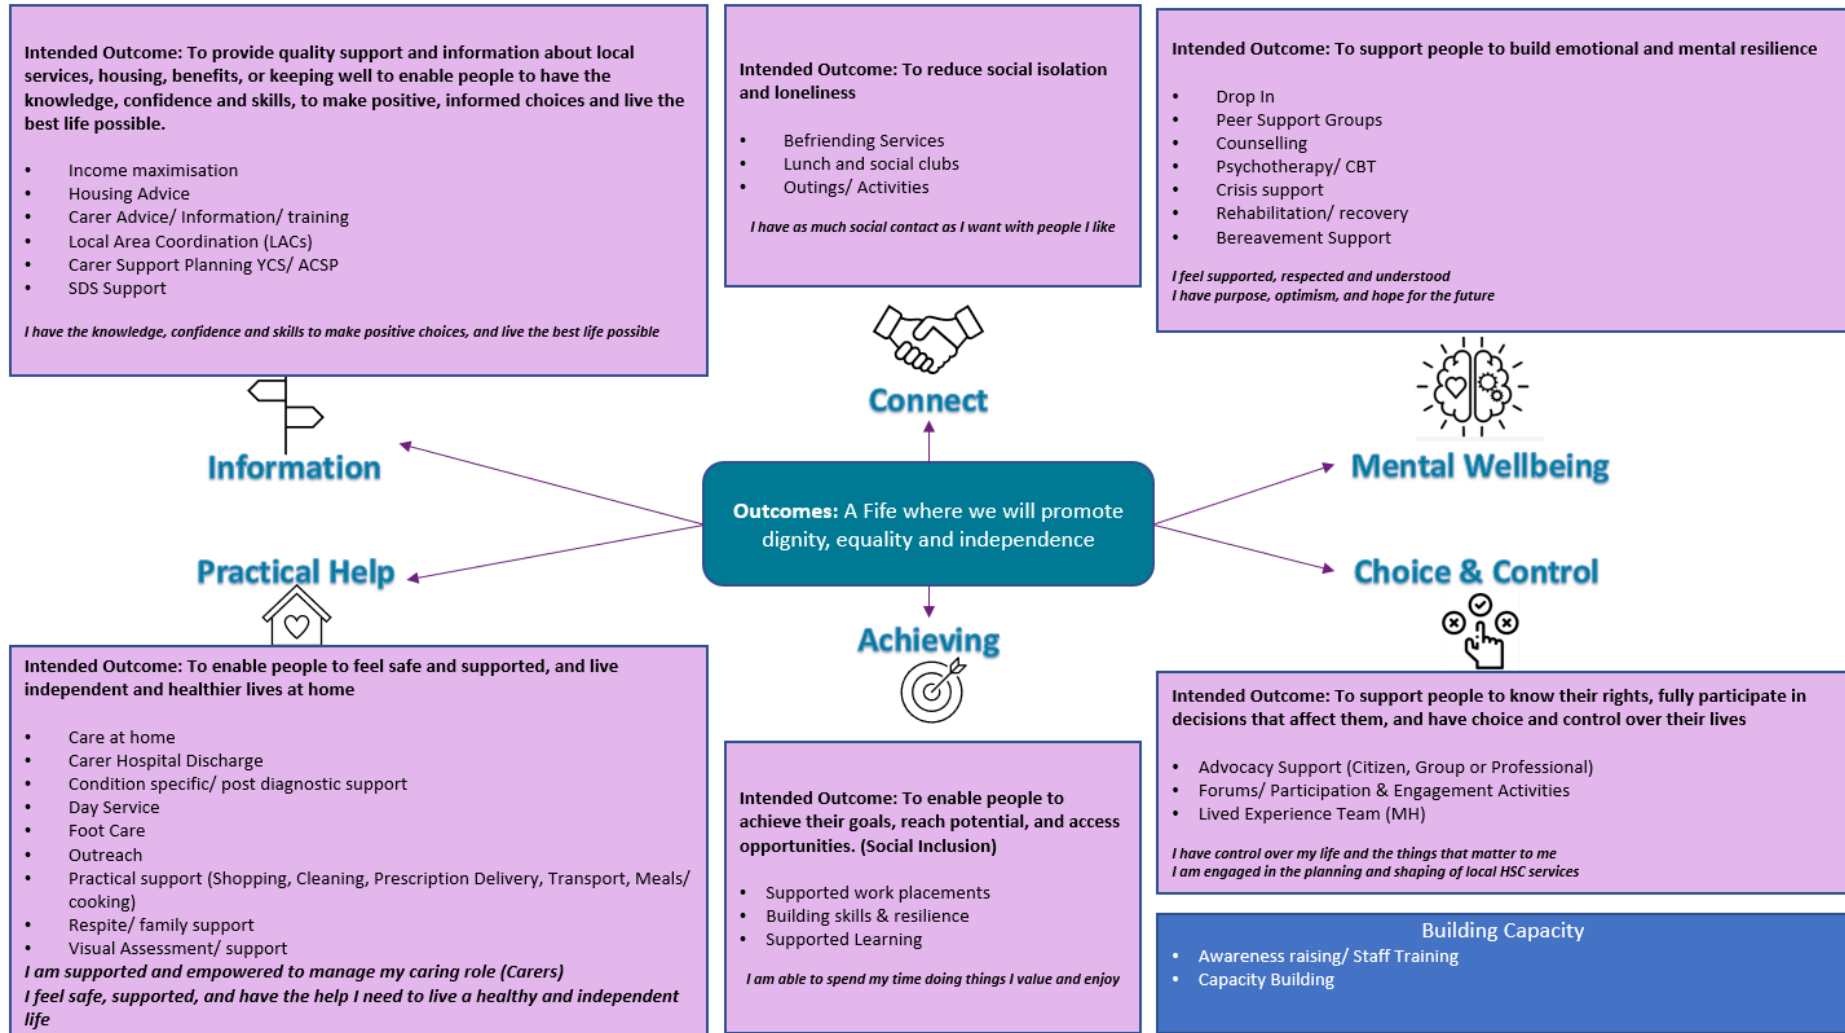 Intended Outcome: To provide quality support and information about local
services, housing, benefits, or keeping well to enable people to have the
knowledge, confidence and skills, to make positive, informed choices and live the
best life possible.
• Income maximisation
• Housing Advice
• Carer Advice/ Information/ training
• Local Area Coordination (LACs)
• Carer Support Planning YCS/ ACSP
• SDS Support
I have the knowledge, confidence and skills to make positive choices, and live the best life possible
Information
Intended Outcome: To reduce social isolation
and loneliness
• Befriending Services
• Lunch and social clubs
• Outings/ Activities
I have as much social contact as I want with people I like
Connect
Intended Outcome: To support people to build emotional and mental resilience
• Drop In
• Peer Support Groups
• Counselling
• Psychotherapy/ CBT
• Crisis support
• Rehabilitation/ recovery
• Bereavement Support
I feel supported, respected and understood
I have purpose, optimism, and hope for the future
Mental Wellbeing
Outcomes: A Fife where we will promote
dignity, equality and independence
Practical Help
Intended Outcome: To enable people to feel safe and supported, and live
independent and healthier lives at home
• Care at home
• Carer Hospital Discharge
• Condition specific/ post diagnostic support
• Day Service
• Foot Care
• Outreach
• Practical support (Shopping, Cleaning, Prescription Delivery, Transport, Meals/
cooking)
• Respite/ family support
• Visual Assessment/ support
I am supported and empowered to manage my caring role (Carers)
I feel safe, supported, and have the help I need to live a healthy and independent
life
Achieving
Intended Outcome: To enable people to
achieve their goals, reach potential, and access
opportunities. (Social Inclusion)
• Supported work placements
• Building skills & resilience
• Supported Learning
I am able to spend my time doing things I value and enjoy
Choice & Control
Intended Outcome: To support people to know their rights, fully participate in
decisions that affect them, and have choice and control over their lives
• Advocacy Support (Citizen, Group or Professional)
• Forums/ Participation & Engagement Activities
• Lived Experience Team (MH)
I have control over my life and the things that matter to me
I am engaged in the planning and shaping of local HSC services
Building Capacity
• Awareness raising/ Staff Training
• Capacity Building